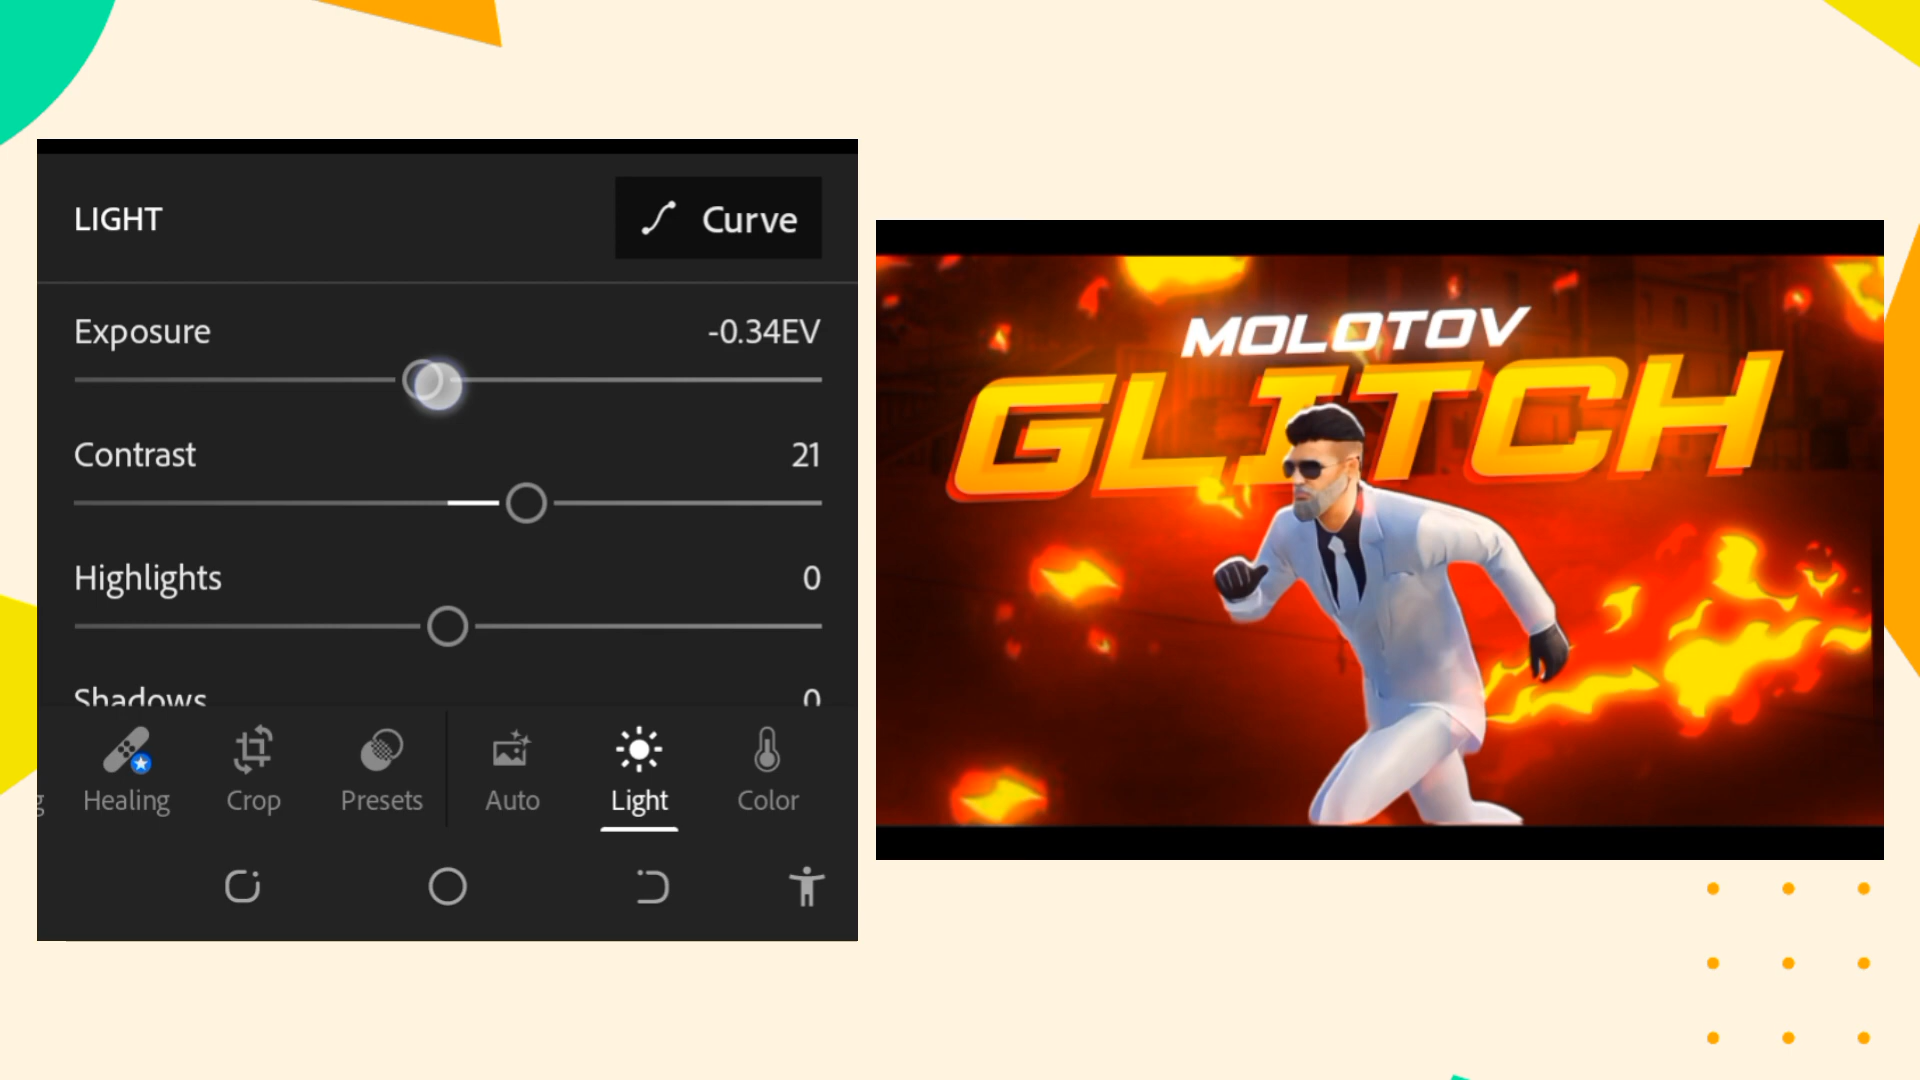 LIGHT
Curve
Exposure -0.34EV
Contrast 21
Highlights 0
Shadows 0
Healing Crop Presets Auto Light Color
MOLOTOV
GLITCH